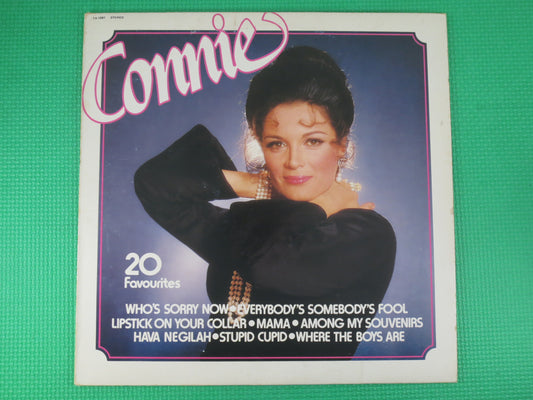 STEREO
Connie
20
Favourites
WHO'S SORRY NOW•EVERYBODY'S SOMEBODY'S FOOL
LIPSTICK ON YOUR COLLAR•MAMA•AMONG MY SOUVENIRS
HAVA NEGILAH•STUPID CUPID•WHERE THE BOYS ARE